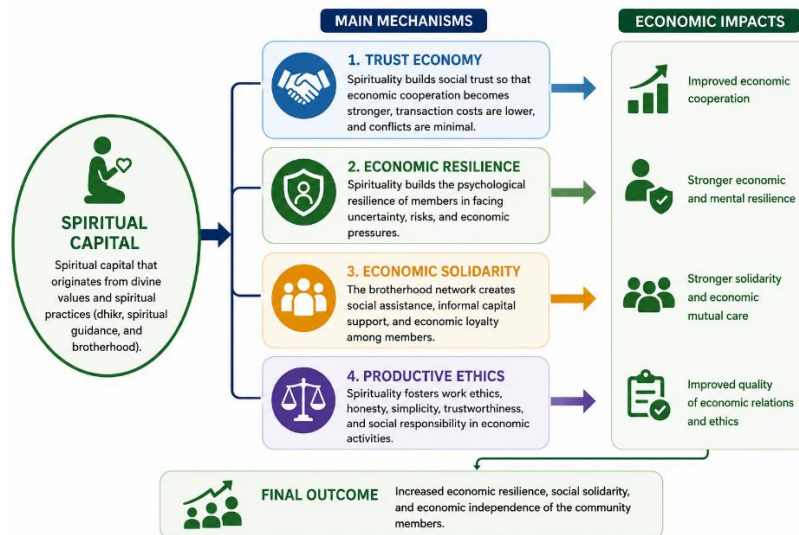 MAIN MECHANISMS
ECONOMIC IMPACTS
SPIRITUAL
CAPITAL
Spiritual capital that
originates from divine
values and spiritual
practices (dhikr, spiritual
guidance, and
brotherhood).
1. TRUST ECONOMY
Spirituality builds social trust so that
economic cooperation becomes
stronger, transaction costs are lower,
and conflicts are minimal.
Improved economic
cooperation
2. ECONOMIC RESILIENCE
Spirituality builds the psychological
resilience of members in facing
uncertainty, risks, and economic
pressures.
Stronger economic
and mental resilience
3. ECONOMIC SOLIDARITY
The brotherhood network creates
social assistance, informal capital
support, and economic loyalty
among members.
Stronger solidarity
and economic
mutual care
4. PRODUCTIVE ETHICS
Spirituality fosters work ethics,
honesty, simplicity, trustworthiness,
and social responsibility in economic
activities.
Improved quality
of economic relations
and ethics
FINAL OUTCOME
Increased economic resilience, social solidarity,
and economic independence of the community
members.